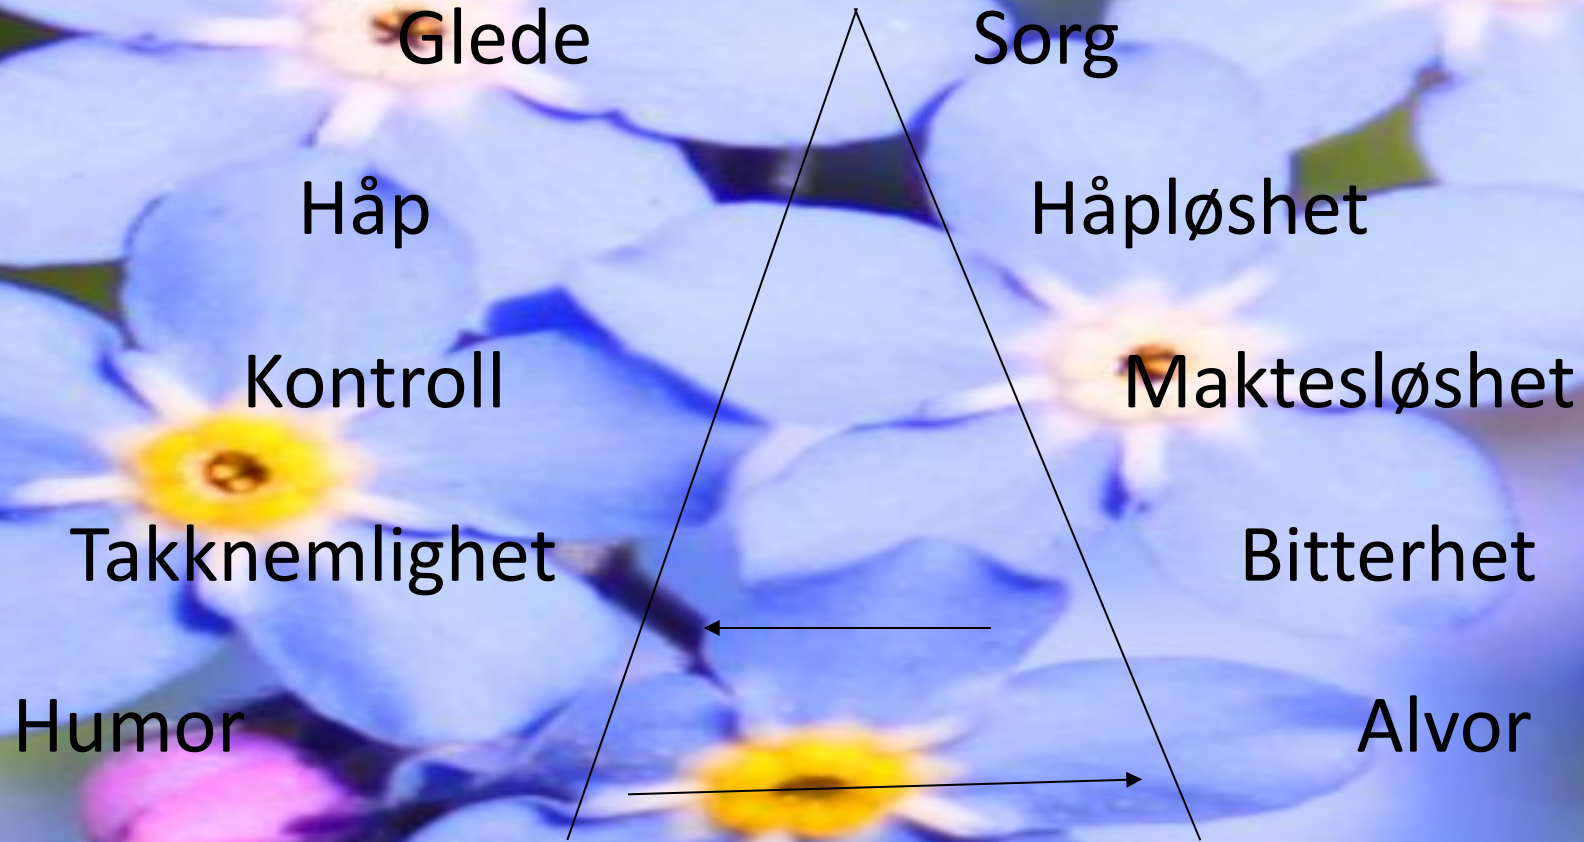 Glede Sorg
Håp Håpløshet
Kontroll Maktesløshet
Takknemlighet Bitterhet
Humor Alvor